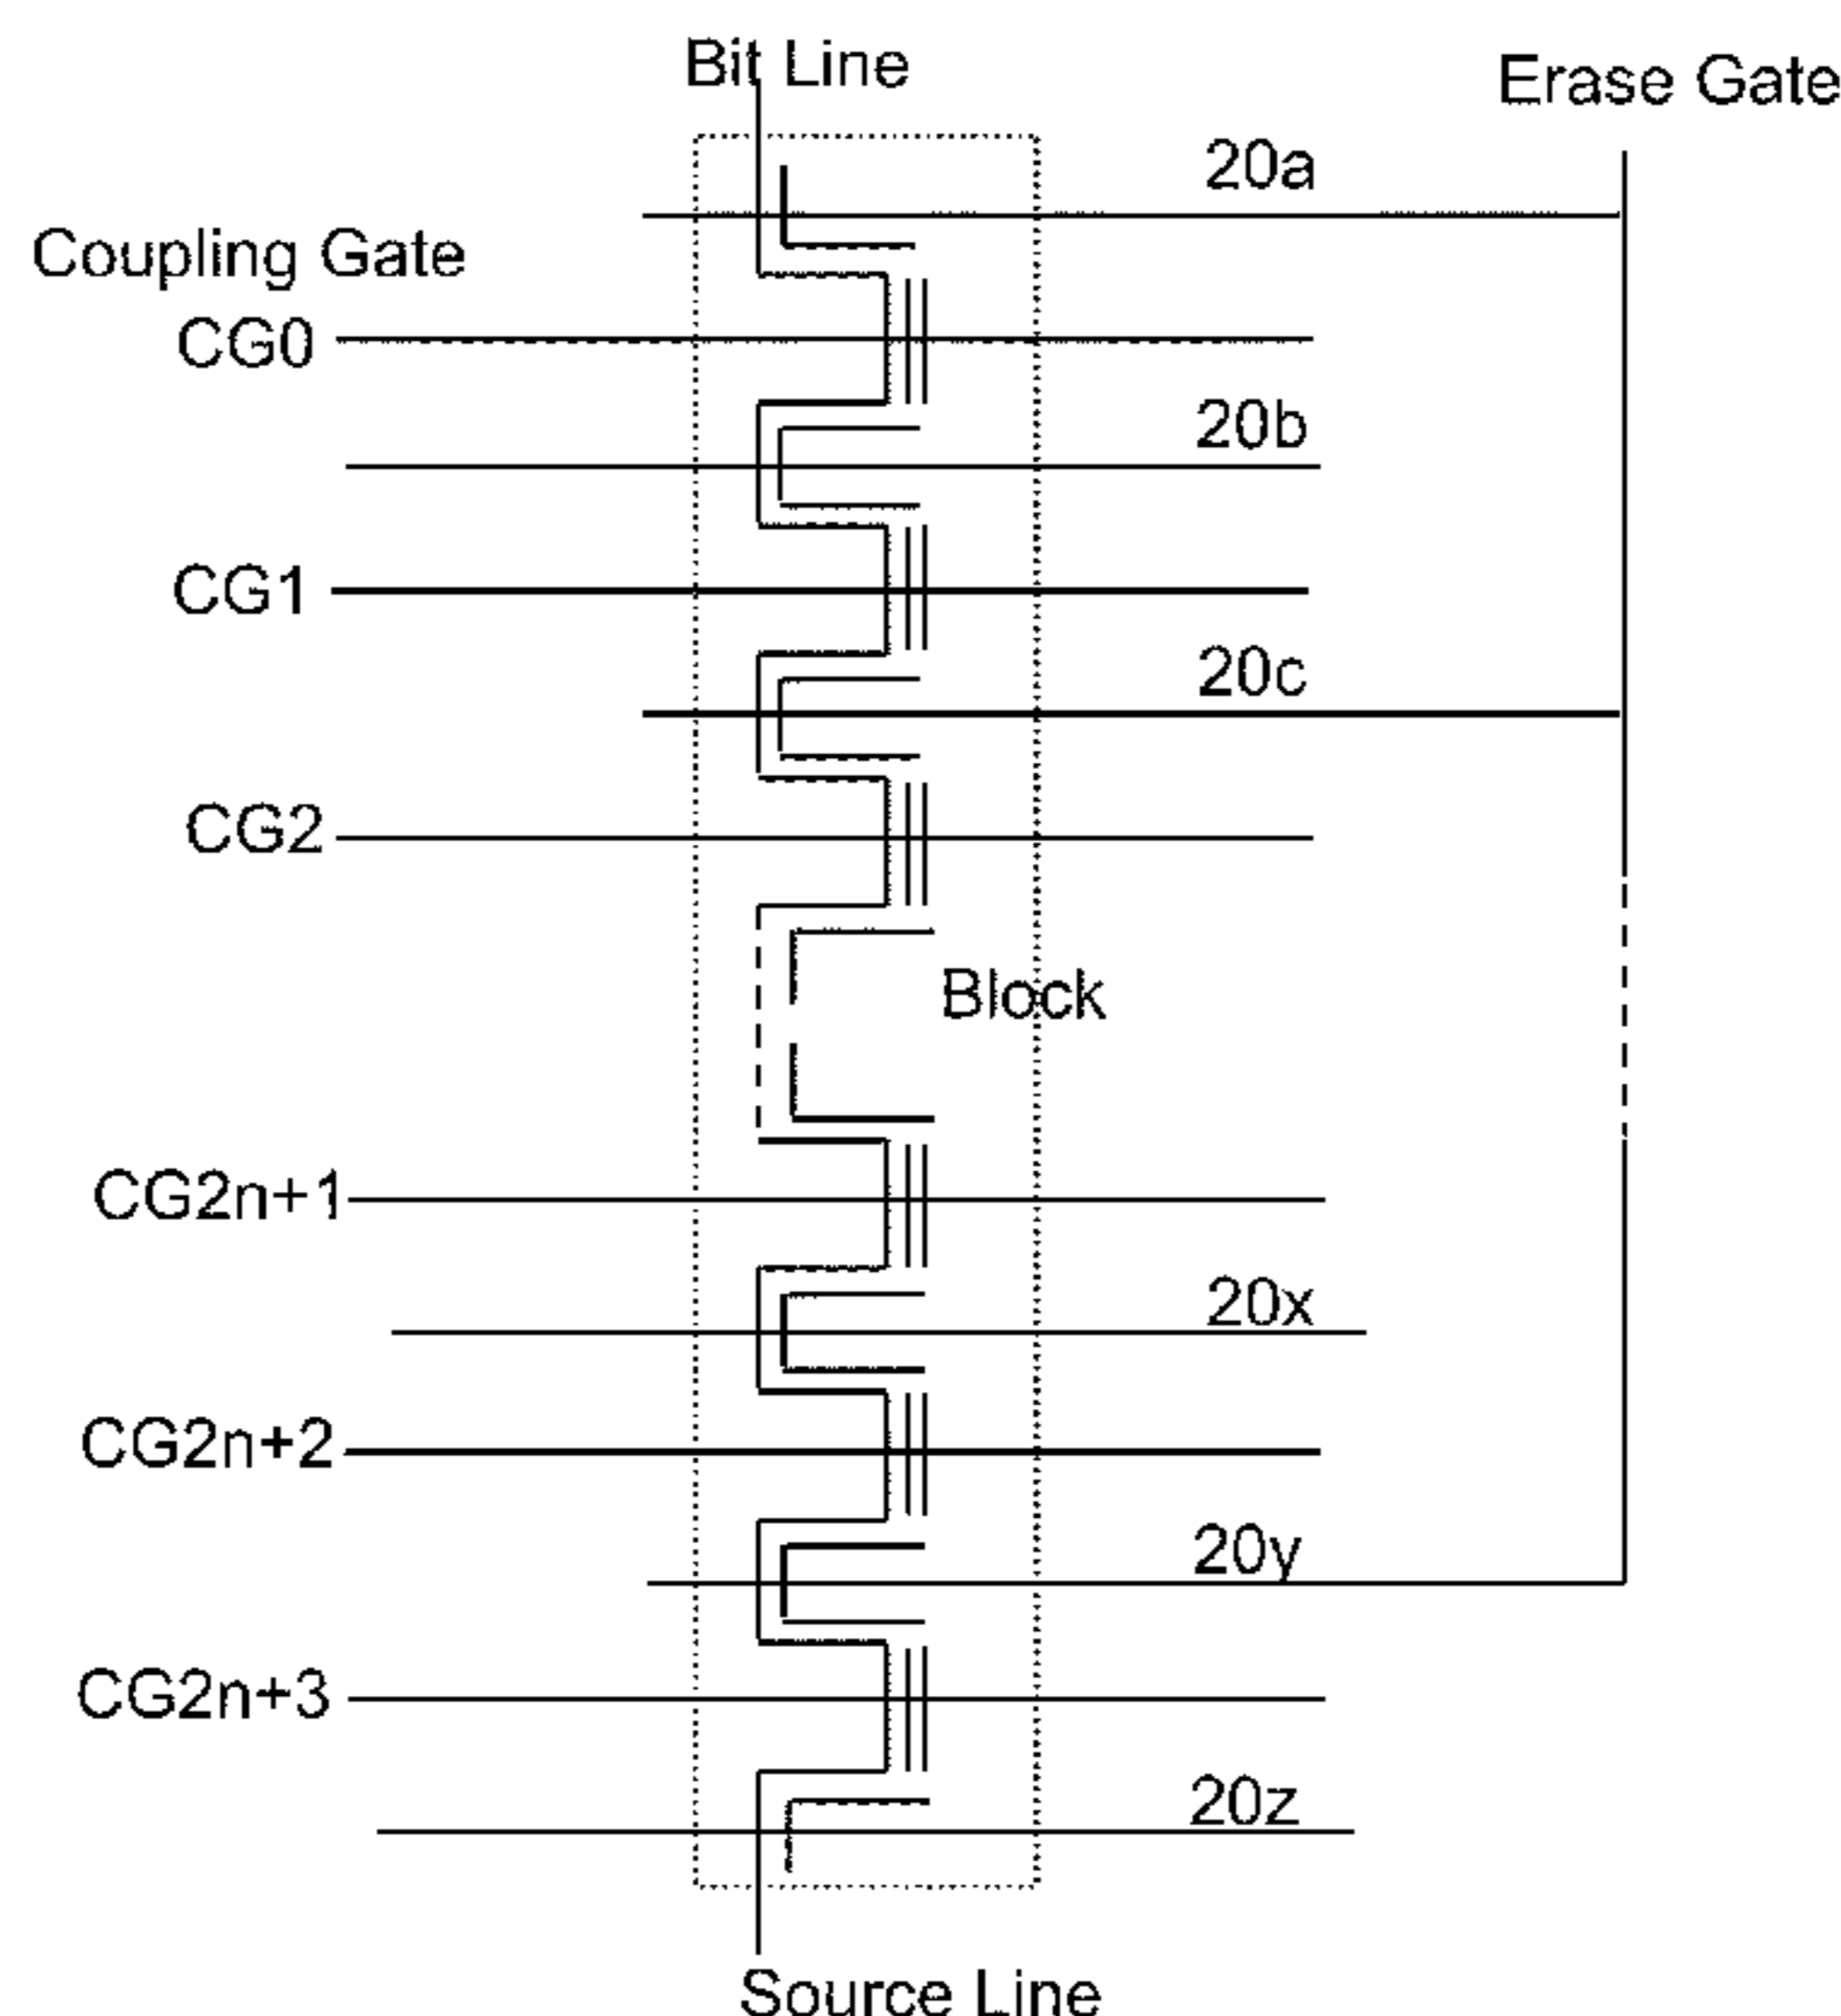 Bit Line
Erase Gate
20a
Coupling Gate
CG0
20b
CG1
20c
CG2
Block
CG2n+1
20x
CG2n+2
20y
CG2n+3
20z
Source Line